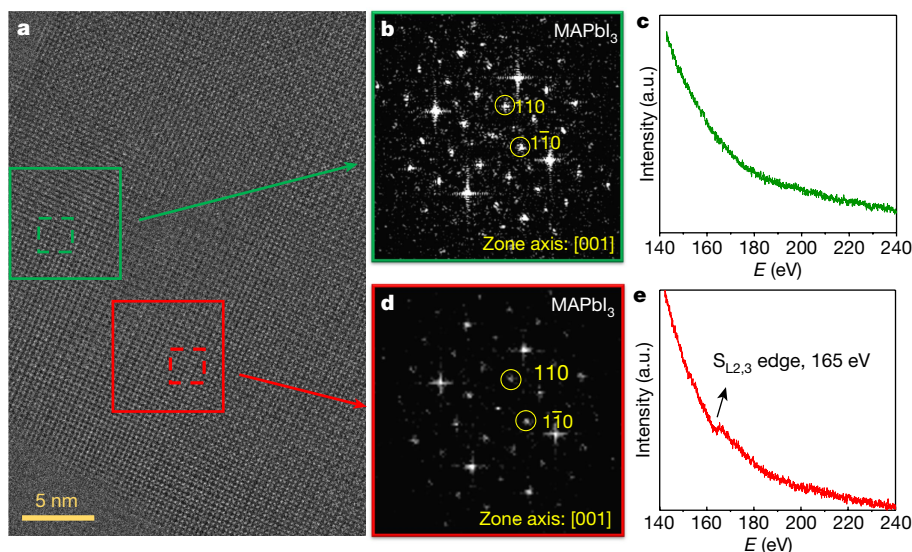 a
5 nm
b
MAPbI₃
110
11̅0
Zone axis: [001]
c
Intensity (a.u.)
140 160 180 200 220 240
E (eV)
d
MAPbI₃
110
11̅0
Zone axis: [001]
e
S_L2,3 edge, 165 eV
Intensity (a.u.)
140 160 180 200 220 240
E (eV)